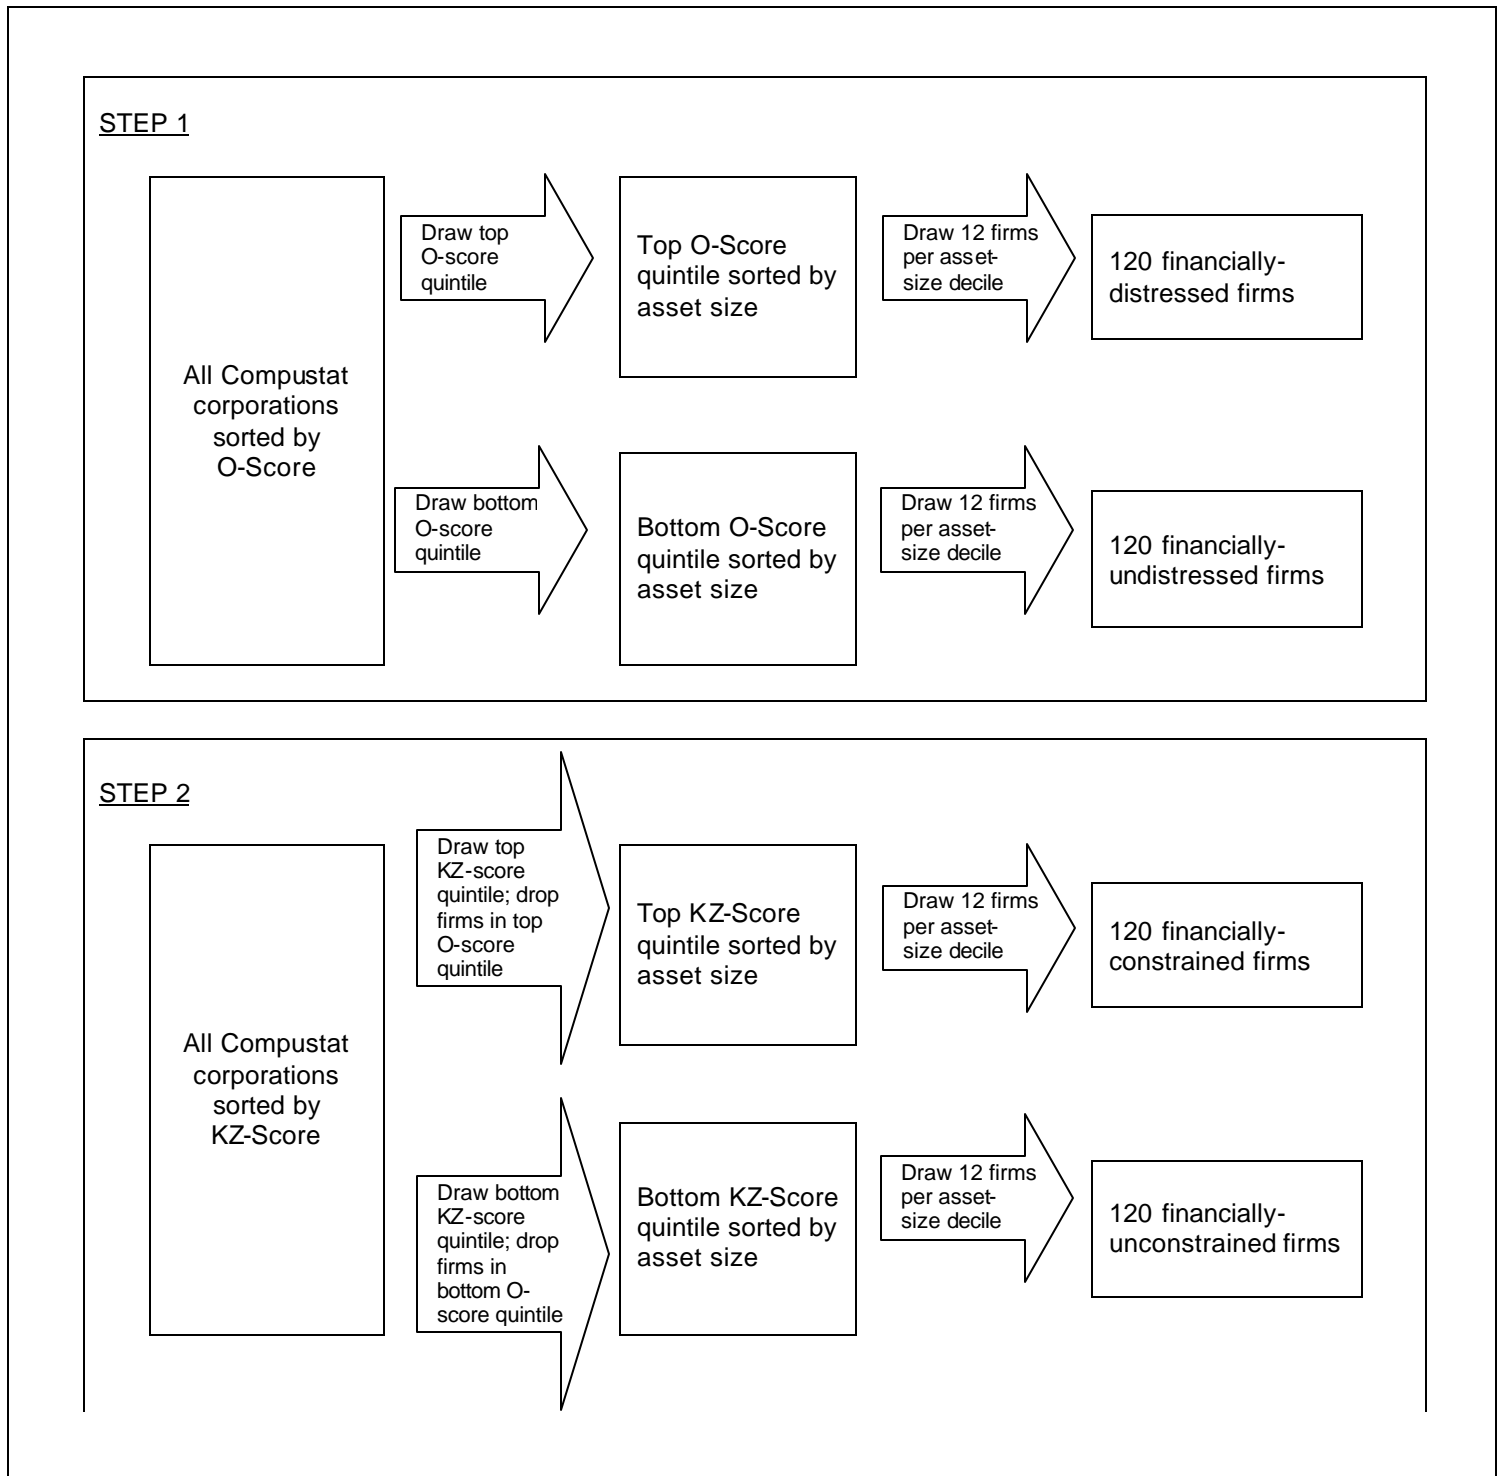 STEP 1
All Compustat
corporations
sorted by
O-Score
Draw top
O-score
quintile
Top O-Score
quintile sorted by
asset size
Draw 12 firms
per asset-
size decile
120 financially-
distressed firms
Draw bottom
O-score
quintile
Bottom O-Score
quintile sorted by
asset size
Draw 12 firms
per asset-
size decile
120 financially-
undistressed firms
STEP 2
All Compustat
corporations
sorted by
KZ-Score
Draw top
KZ-score
quintile; drop
firms in top
O-score
quintile
Top KZ-Score
quintile sorted by
asset size
Draw 12 firms
per asset-
size decile
120 financially-
constrained firms
Draw bottom
KZ-score
quintile; drop
firms in
bottom O-
score quintile
Bottom KZ-Score
quintile sorted by
asset size
Draw 12 firms
per asset-
size decile
120 financially-
unconstrained firms